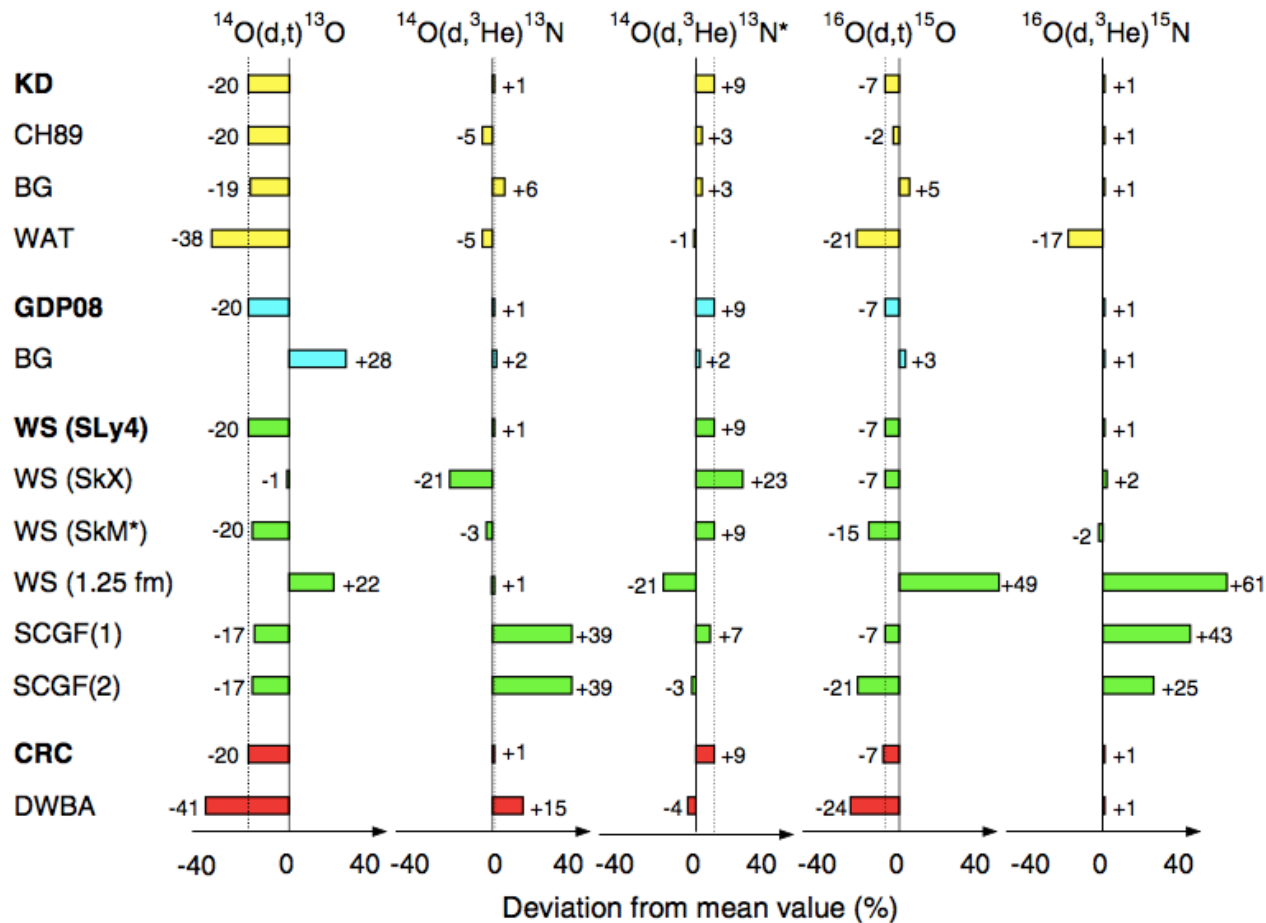 ¹⁴O(d,t)¹³O ¹⁴O(d,³He)¹³N ¹⁴O(d,³He)¹³N* ¹⁶O(d,t)¹⁵O ¹⁶O(d,³He)¹⁵N
KD -20 +1 +9 -7 +1
CH89 -20 -5 +3 -2 +1
BG -19 +6 +3 +5 +1
WAT -38 -5 -1 -21 -17
GDP08 -20 +1 +9 -7 +1
BG +28 +2 +2 +3 +1
WS (SLy4) -20 +1 +9 -7 +1
WS (SkX) -1 -21 +23 -7 +2
WS (SkM*) -20 -3 +9 -15 -2
WS (1.25 fm) +22 +1 -21 +49 +61
SCGF(1) -17 +39 +7 -7 +43
SCGF(2) -17 +39 -3 -21 +25
CRC -20 +1 +9 -7 +1
DWBA -41 +15 -4 -24 +1
-40 0 40 -40 0 40 -40 0 40 -40 0 40 -40 0 40
Deviation from mean value (%)